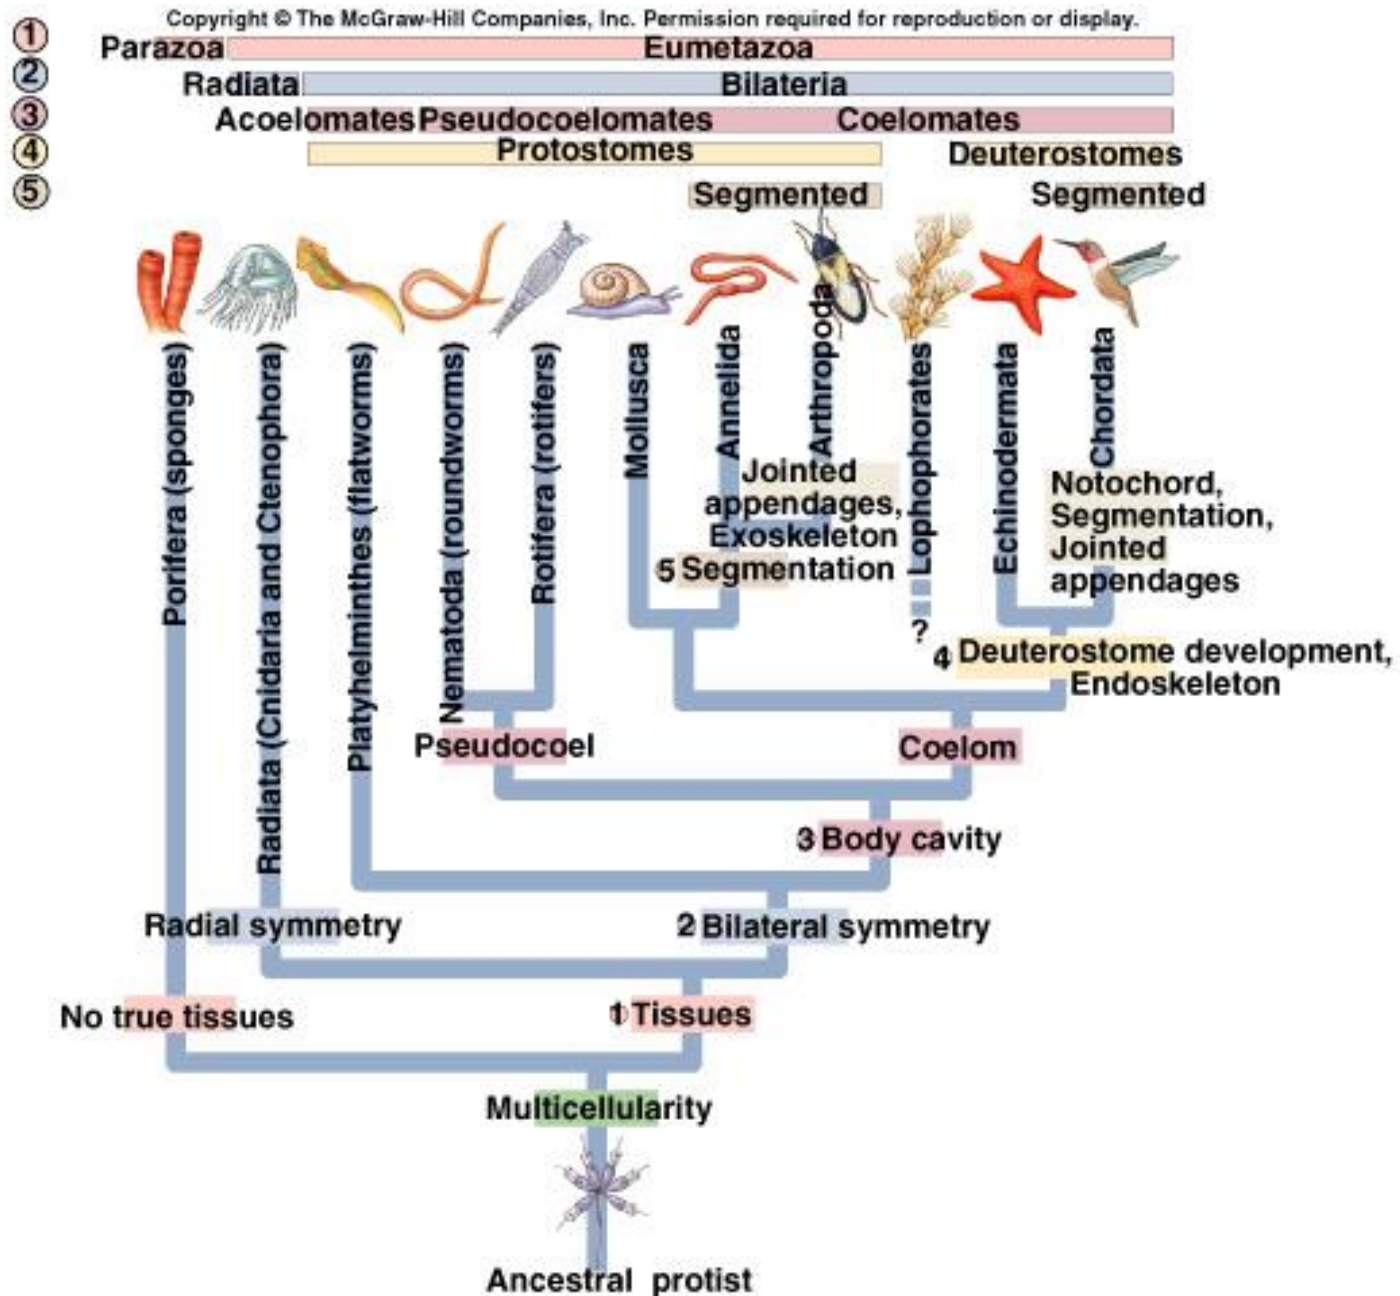 Copyright © The McGraw-Hill Companies, Inc. Permission required for reproduction or display.
1
Parazoa
Eumetazoa
2
Radiata
Bilateria
3
Acoelomates
Pseudocoelomates
Coelomates
4
Protostomes
Deuterostomes
5
Segmented
Segmented
Porifera (sponges)
Radiata (Cnidaria and Ctenophora)
Platyhelminthes (flatworms)
Nematoda (roundworms)
Rotifera (rotifers)
Mollusca
Annelida
Arthropoda
Lophophorates
Echinodermata
Chordata
Jointed
appendages,
Exoskeleton
5 Segmentation
Notochord,
Segmentation,
Jointed
appendages
?
4 Deuterostome development,
Endoskeleton
Pseudocoel
Coelom
3 Body cavity
Radial symmetry
2 Bilateral symmetry
No true tissues
1 Tissues
Multicellularity
Ancestral protist